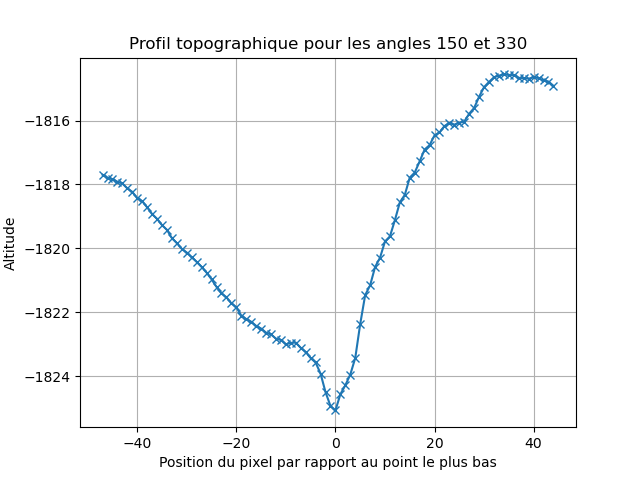 Profil topographique pour les angles 150 et 330
Altitude
−1816
−1818
−1820
−1822
−1824
−40 −20 0 20 40
Position du pixel par rapport au point le plus bas